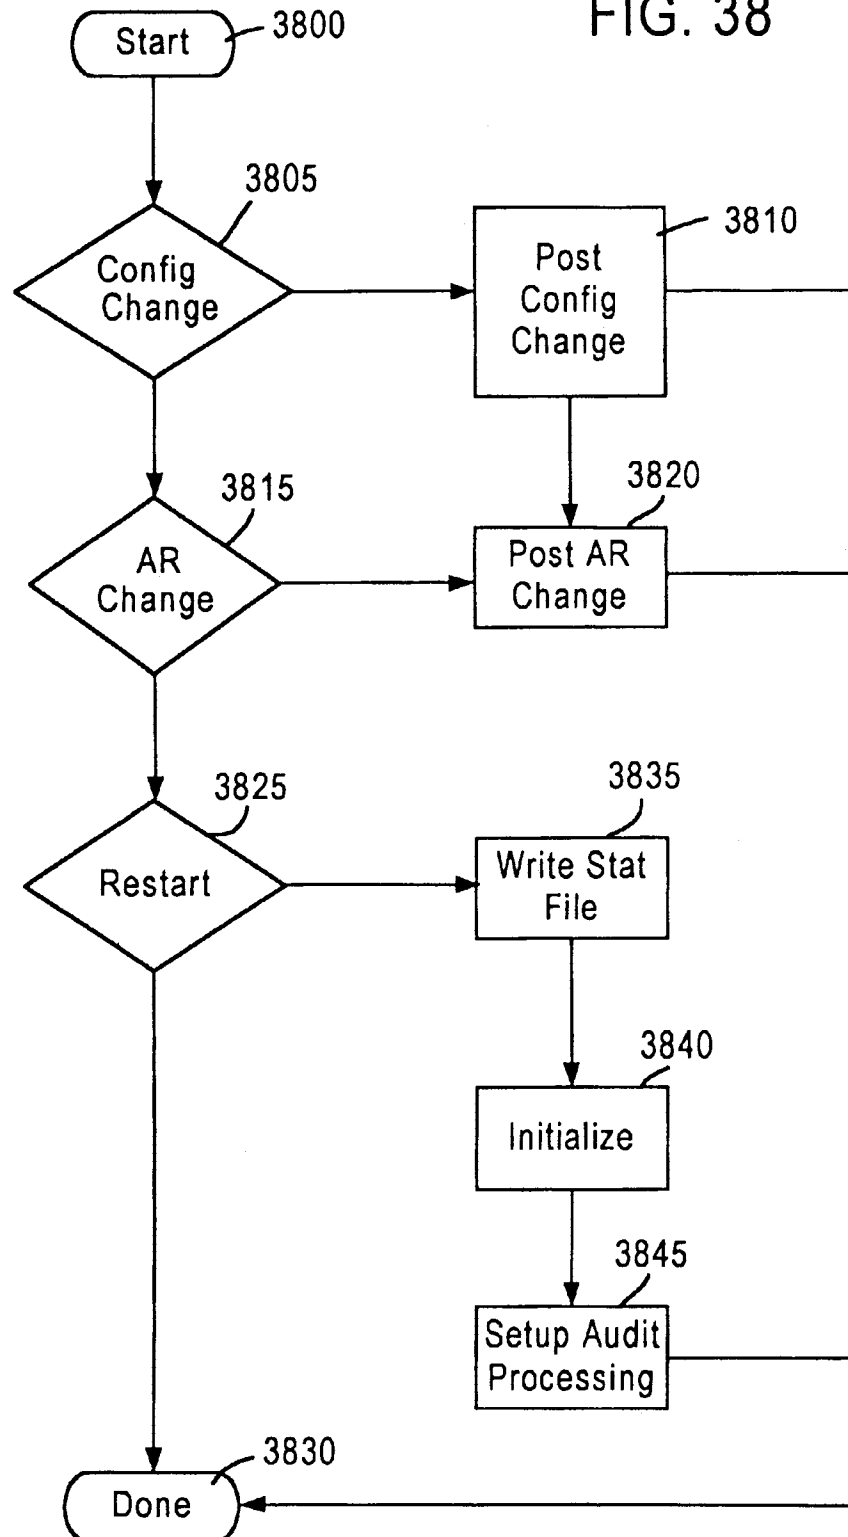 FIG. 38
Start
3800
3805
Config
Change
3810
Post
Config
Change
3815
AR
Change
3820
Post AR
Change
3825
Restart
3835
Write Stat
File
3840
Initialize
3845
Setup Audit
Processing
3830
Done